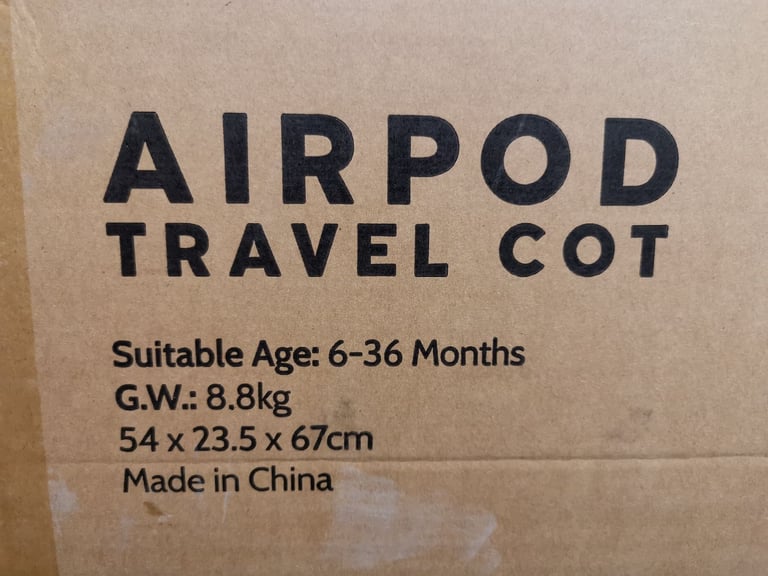 AIRPOD
TRAVEL COT
Suitable Age: 6-36 Months
G.W.: 8.8kg
54 x 23.5 x 67cm
Made in China